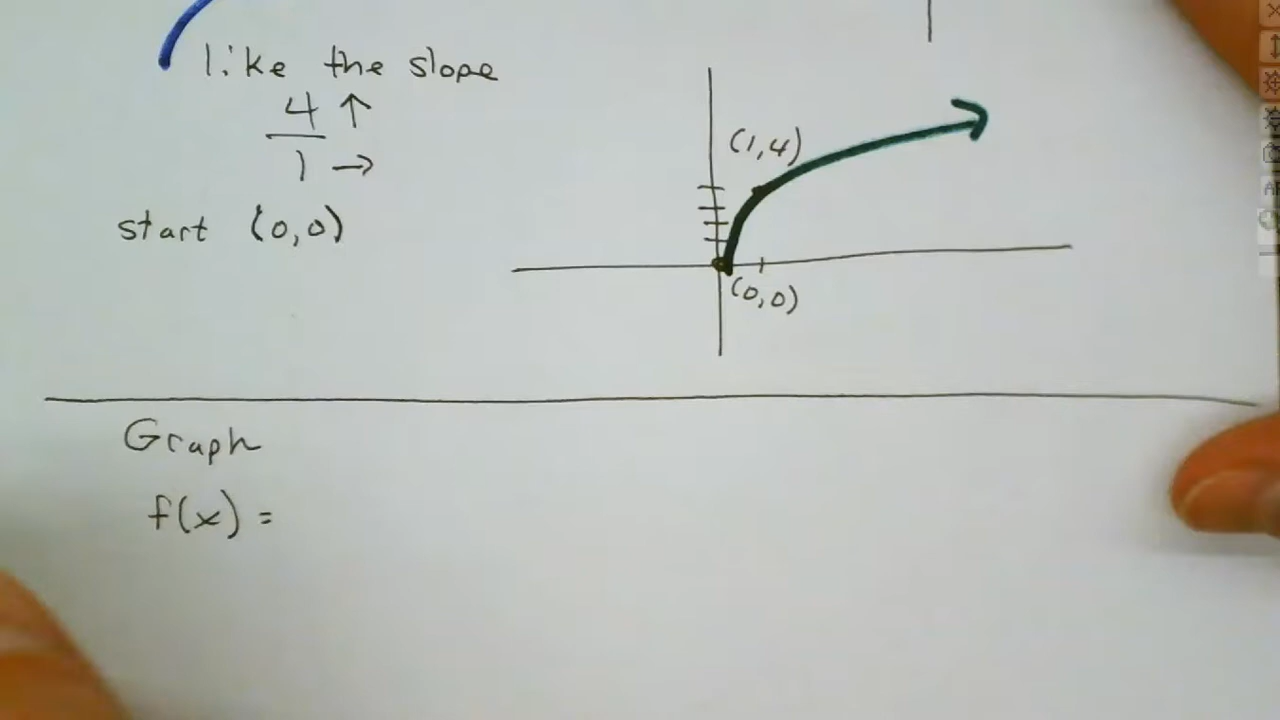 like the slope
4 ↑
1 →
start (0,0)
(1,4)
(0,0)
Graph
f(x) =